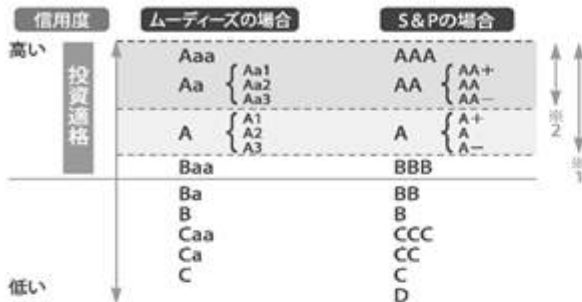 信用度 ムーディーズの場合 S&Pの場合
高い
投資適格
Aaa AAA
Aa Aa1 Aa2 Aa3 AA AA+ AA AA−
A A1 A2 A3 A A+ A A−
Baa BBB
※2
※1
Ba BB
B B
Caa CCC
Ca CC
C C
低い D